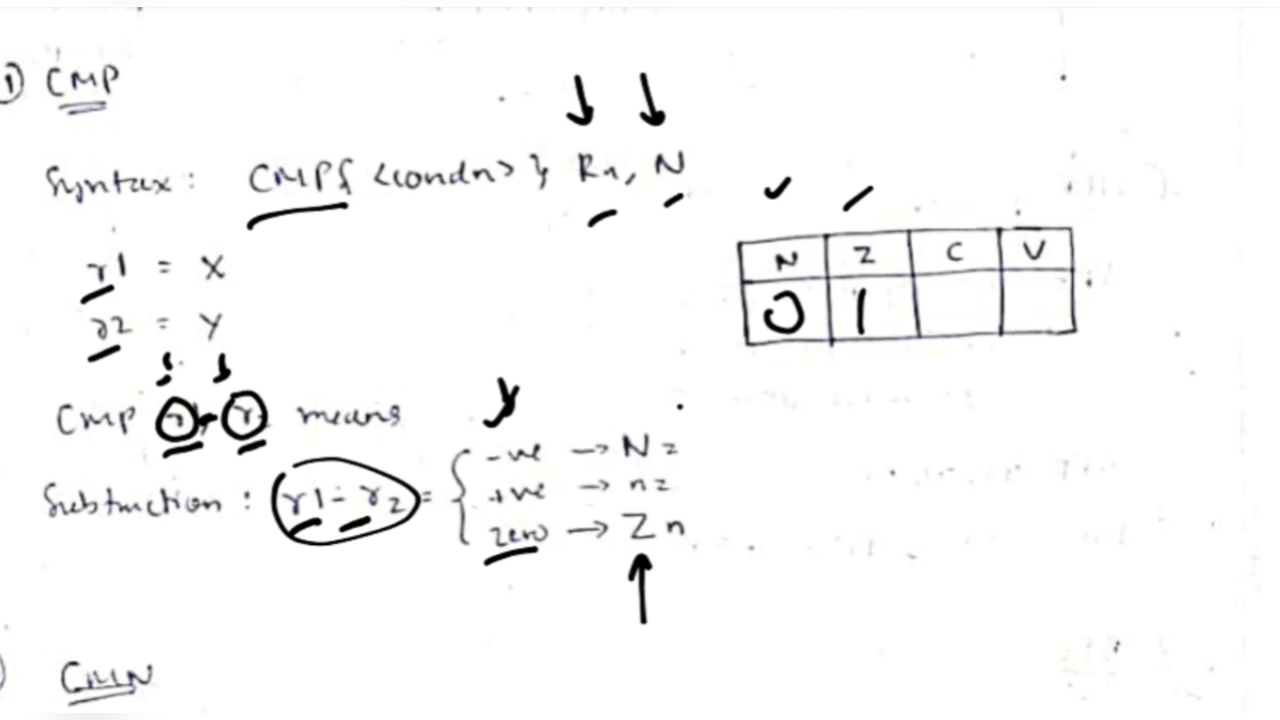 1) CMP
Syntax: CMP{<condn>} Rn, N
r1 = X
r2 = Y
N Z C V
0 1
Cmp r1, r2 means
Subtraction: r1 - r2 = { -ve → Nz
+ve → nz
Zero → Zn
CMN